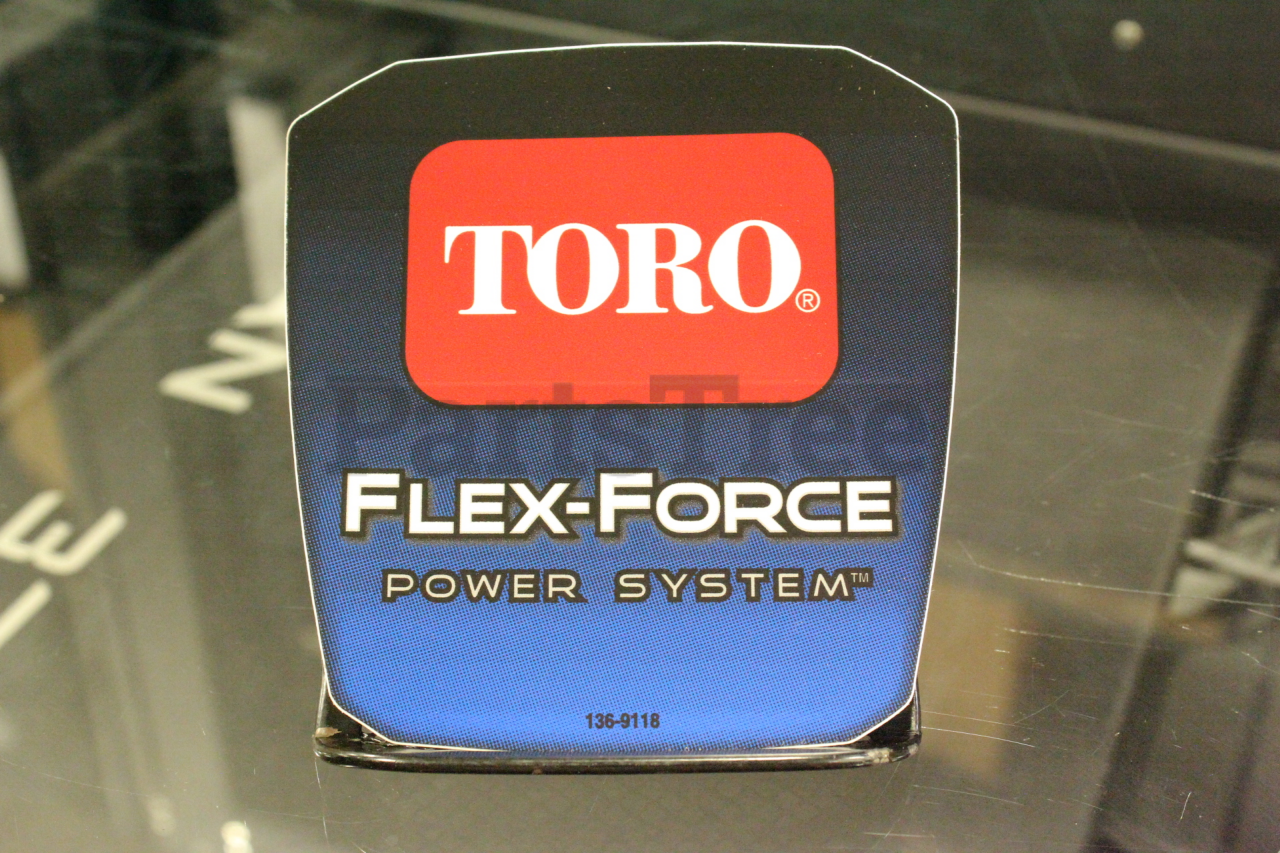 TORO®
PartsTree
FLEX-FORCE
POWER SYSTEM™
136-9118